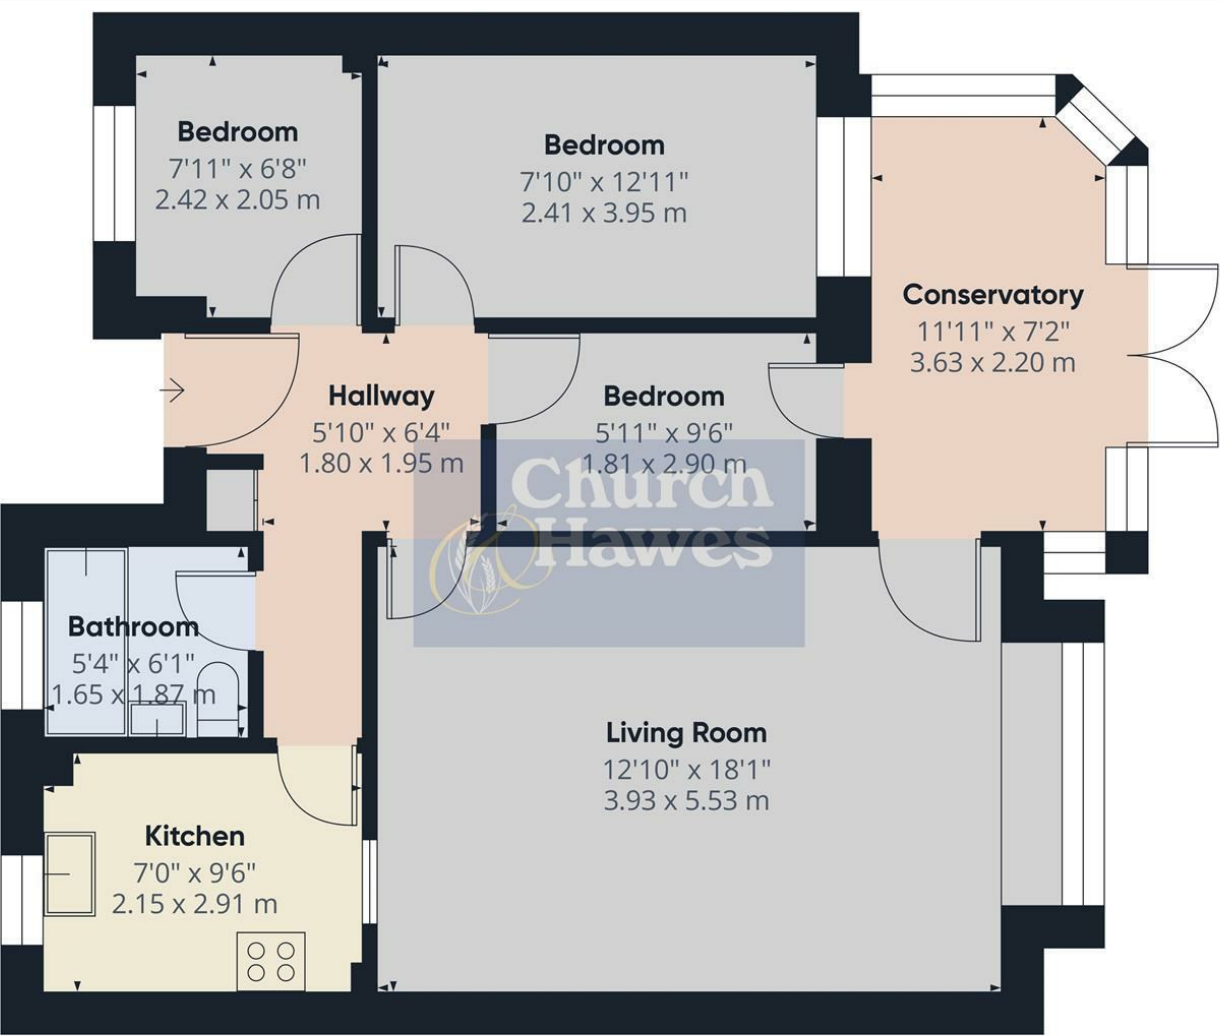 Bedroom
7'11" x 6'8"
2.42 x 2.05 m
Bedroom
7'10" x 12'11"
2.41 x 3.95 m
Conservatory
11'11" x 7'2"
3.63 x 2.20 m
Hallway
5'10" x 6'4"
1.80 x 1.95 m
Bedroom
5'11" x 9'6"
1.81 x 2.90 m
Church
Hawes
Bathroom
5'4" x 6'1"
1.65 x 1.87 m
Living Room
12'10" x 18'1"
3.93 x 5.53 m
Kitchen
7'0" x 9'6"
2.15 x 2.91 m